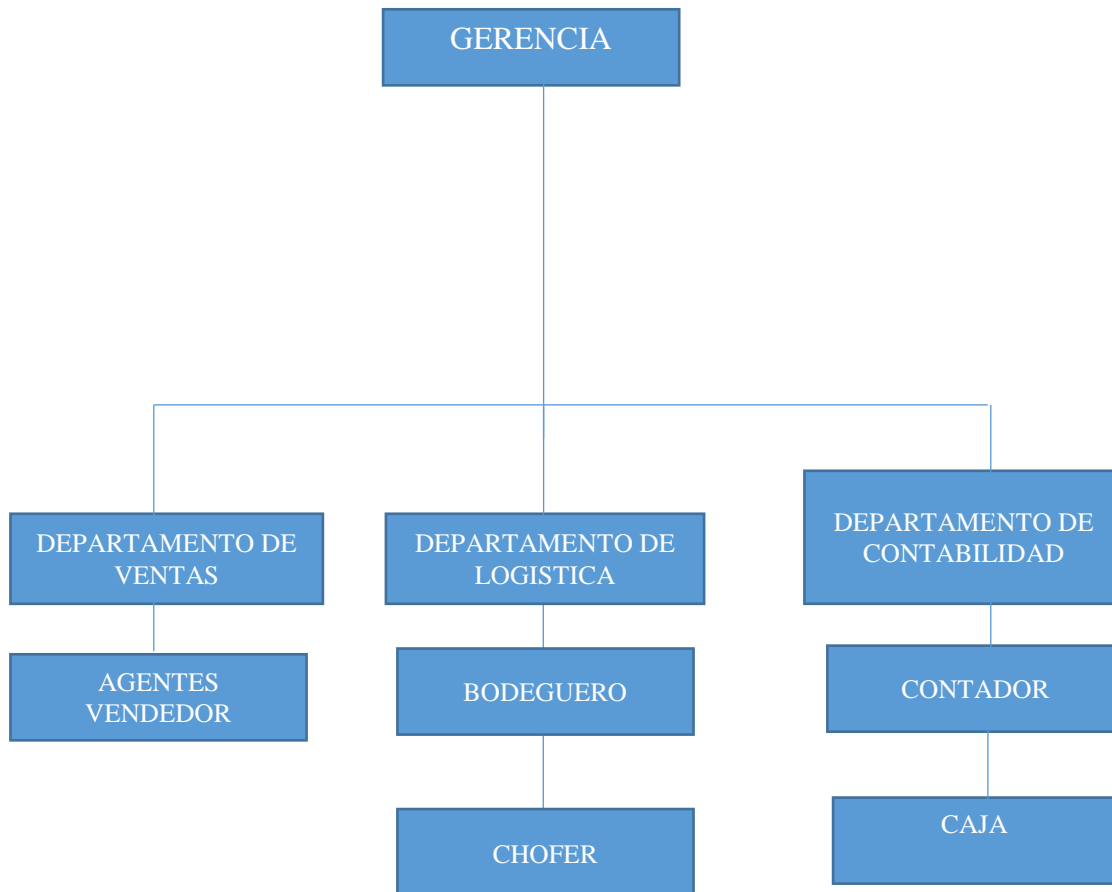 GERENCIA
DEPARTAMENTO DE
VENTAS
DEPARTAMENTO DE
LOGISTICA
DEPARTAMENTO DE
CONTABILIDAD
AGENTES
VENDEDOR
BODEGUERO
CONTADOR
CHOFER
CAJA